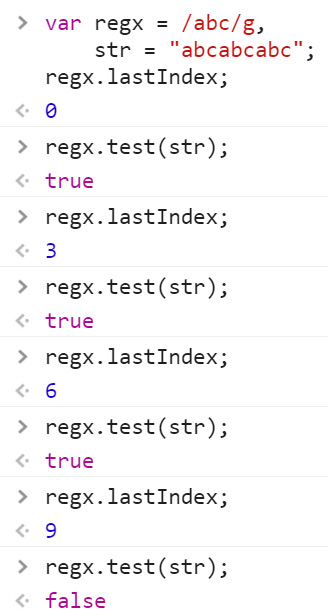 > var regx = /abc/g,
str = "abcabcabc";
regx.lastIndex;
<· 0
> regx.test(str);
<· true
> regx.lastIndex;
<· 3
> regx.test(str);
<· true
> regx.lastIndex;
<· 6
> regx.test(str);
<· true
> regx.lastIndex;
<· 9
> regx.test(str);
<· false